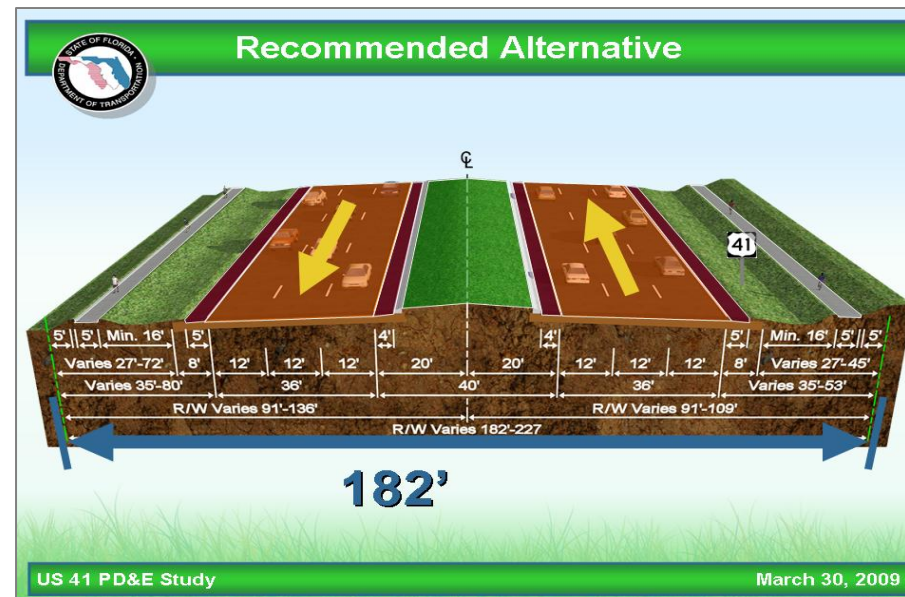 Recommended Alternative
STATE OF FLORIDA
DEPARTMENT OF TRANSPORTATION
℄
41
5' 5' Min. 16' 5' 4' 4' 5' Min. 16' 5' 5'
Varies 27'-72' 8' 12' 12' 12' 20' 20' 12' 12' 12' 8' Varies 27'-45'
Varies 35'-80' 36' 40' 36' Varies 35'-53'
R/W Varies 91'-136' R/W Varies 91'-109'
R/W Varies 182'-227
182’
US 41 PD&E Study March 30, 2009